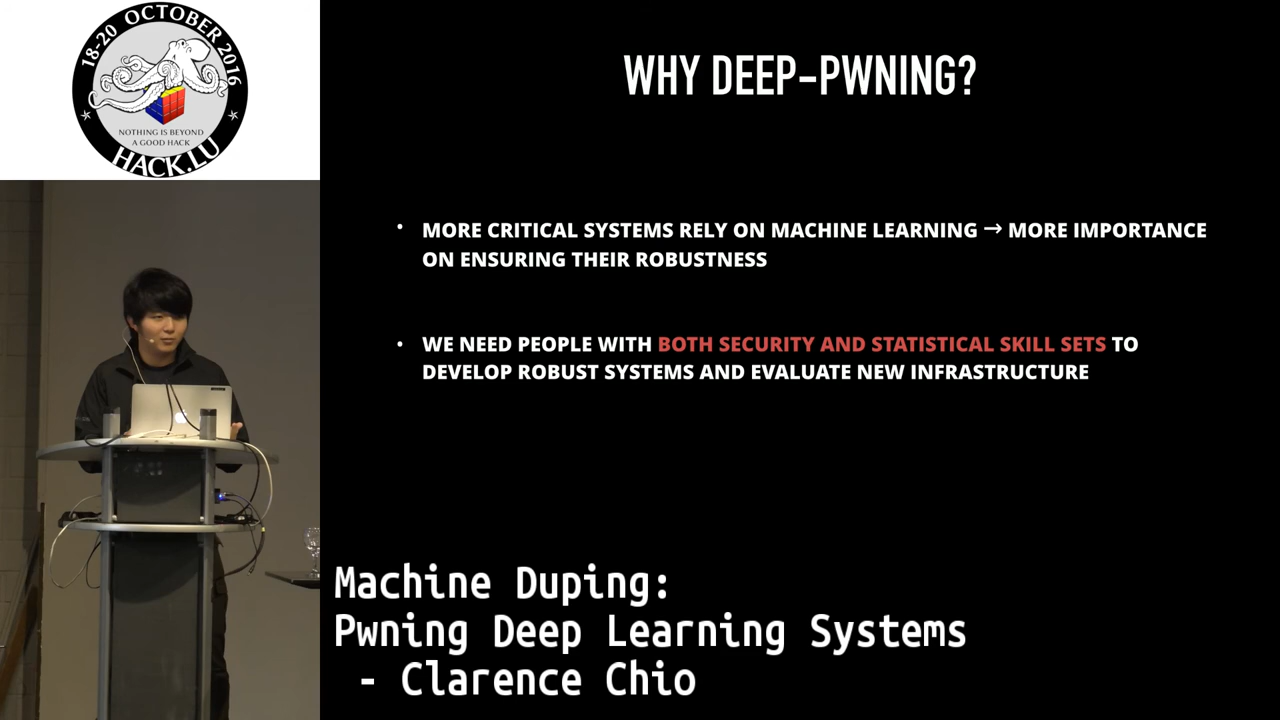 18-20 OCTOBER 2016
NOTHING IS BEYOND
A GOOD HACK
HACK.LU
WHY DEEP-PWNING?
• MORE CRITICAL SYSTEMS RELY ON MACHINE LEARNING → MORE IMPORTANCE
ON ENSURING THEIR ROBUSTNESS
• WE NEED PEOPLE WITH BOTH SECURITY AND STATISTICAL SKILL SETS TO
DEVELOP ROBUST SYSTEMS AND EVALUATE NEW INFRASTRUCTURE
Machine Duping:
Pwning Deep Learning Systems
- Clarence Chio